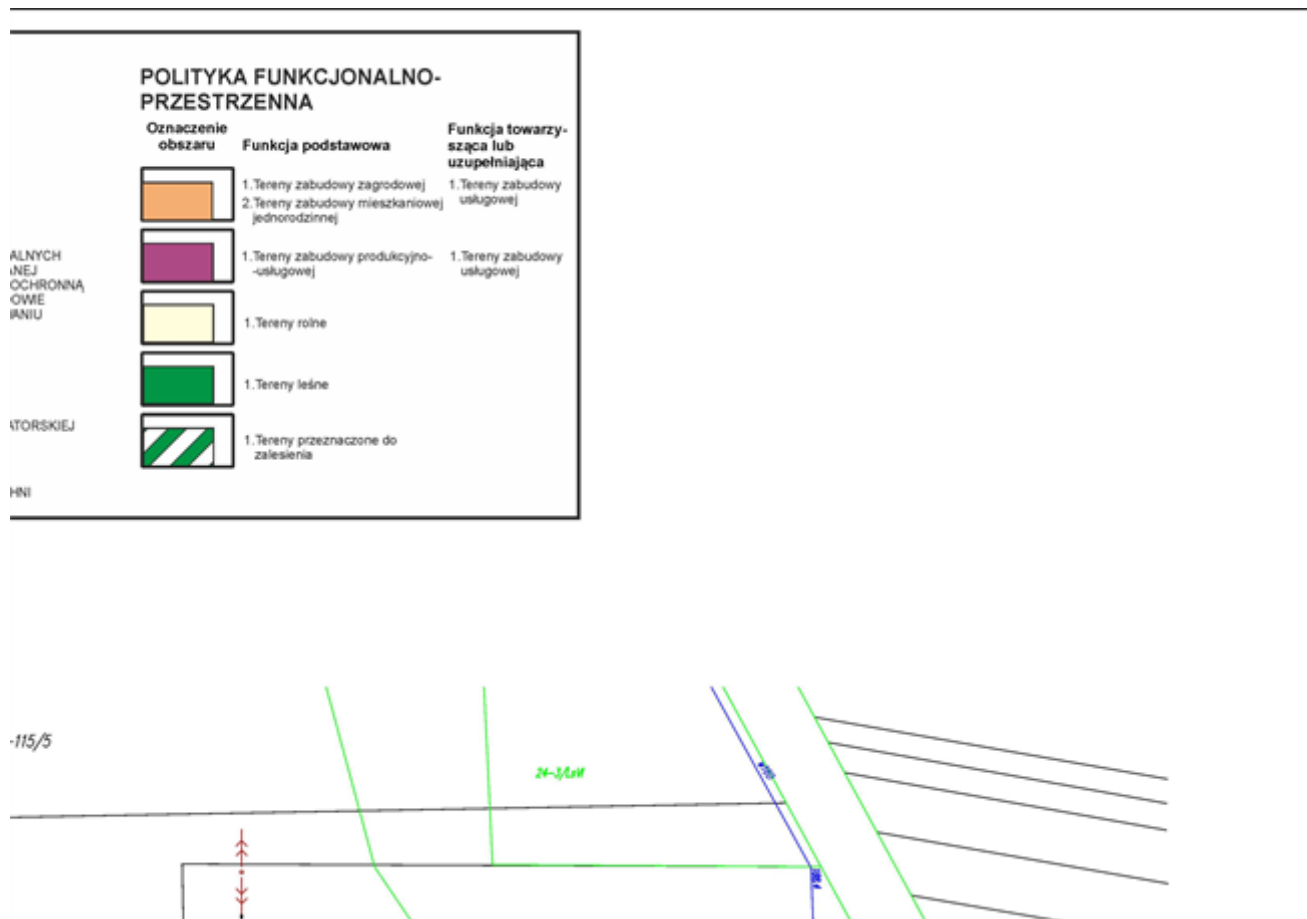 POLITYKA FUNKCJONALNO-
PRZESTRZENNA
Oznaczenie
obszaru
Funkcja podstawowa
Funkcja towarzy-
sząca lub
uzupełniająca
1.Tereny zabudowy zagrodowej
2.Tereny zabudowy mieszkaniowej
jednorodzinnej
1.Tereny zabudowy
usługowej
1.Tereny zabudowy produkcyjno-
-usługowej
1.Tereny zabudowy
usługowej
1.Tereny rolne
1.Tereny leśne
1.Tereny przeznaczone do
zalesienia
ALNYCH
NEJ
OCHRONNĄ
OWIE
WANIU
ATORSKIEJ
HNI
-115/5